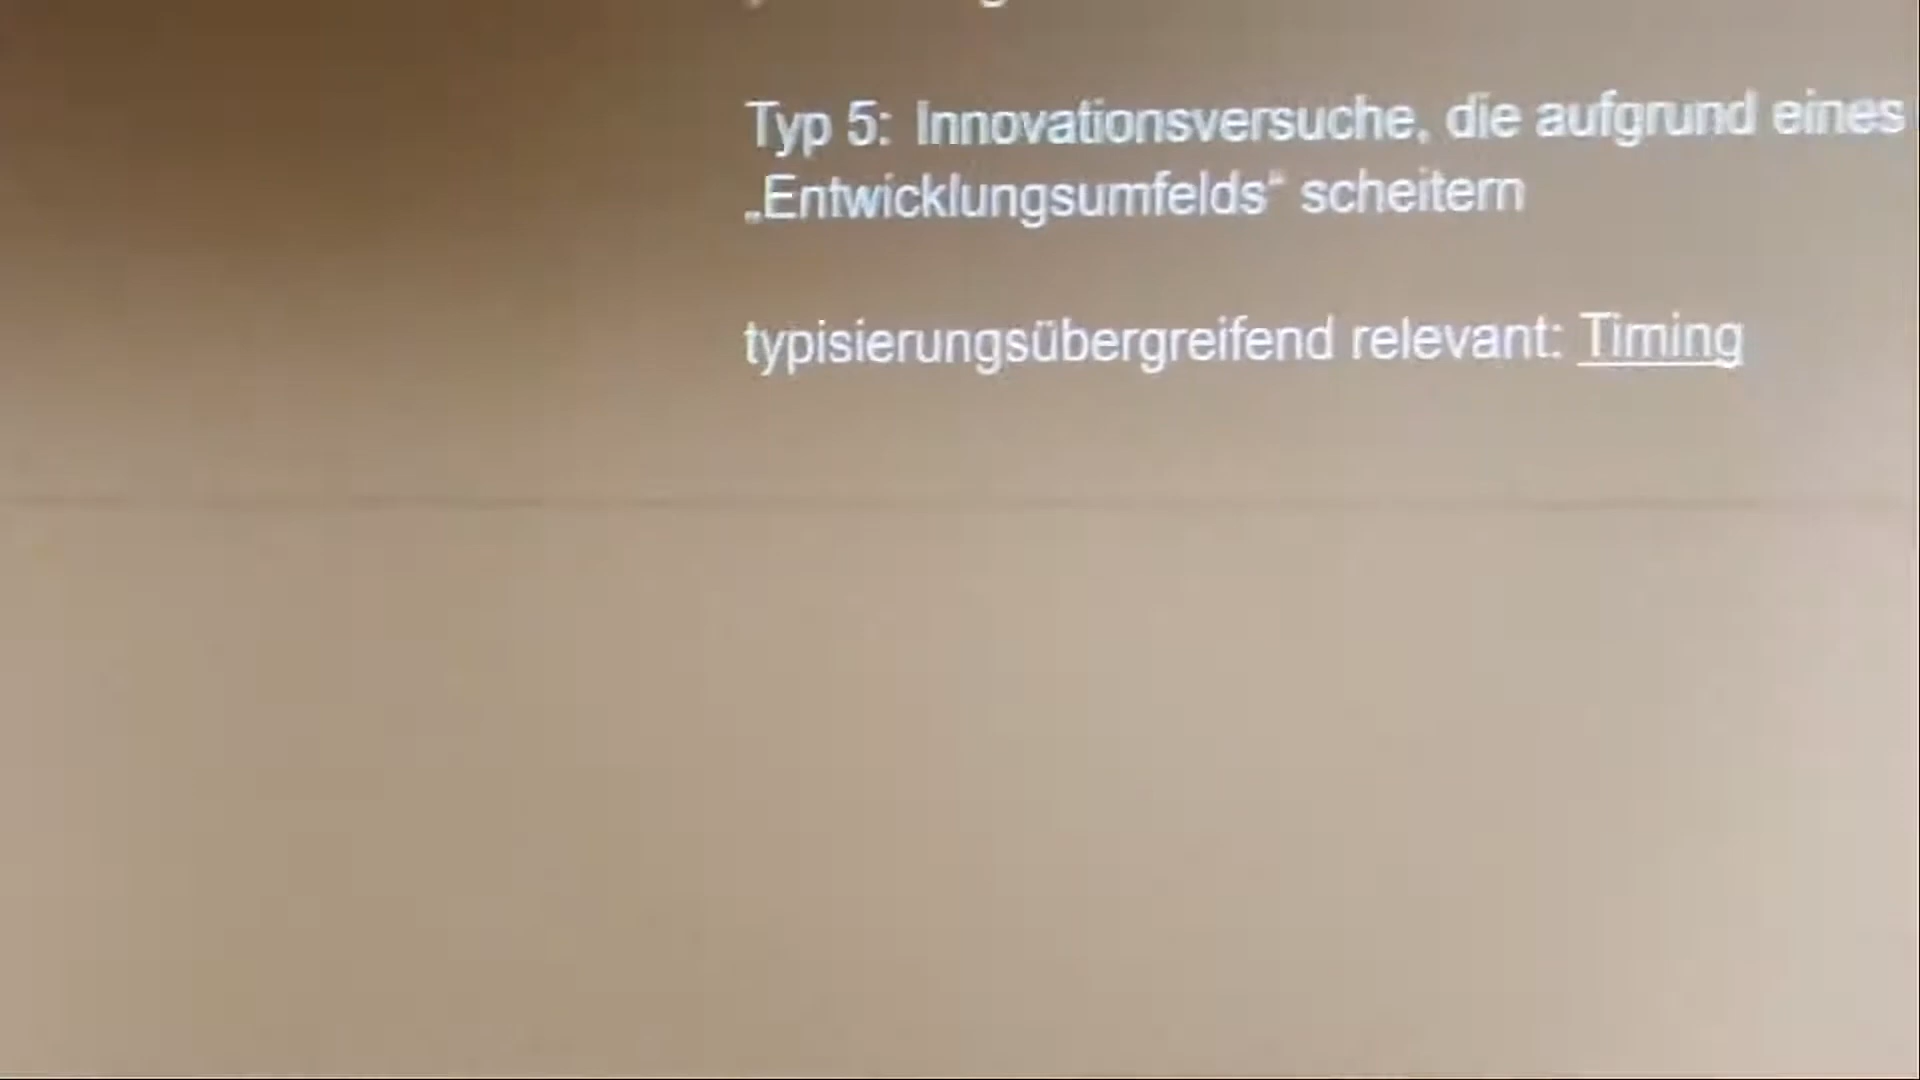 Typ 5: Innovationsversuche, die aufgrund eines
„Entwicklungsumfelds“ scheitern
typisierungsübergreifend relevant: Timing